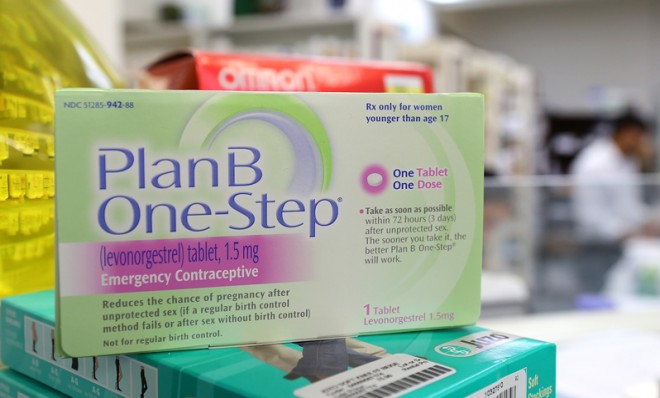 omron
NDC 51285-942-88
Rx only for women
younger than age 17
Plan B
One-Step®
One Tablet
One Dose
(levonorgestrel) tablet, 1.5 mg
Emergency Contraceptive
• Take as soon as possible
within 72 hours (3 days)
after unprotected sex.
The sooner you take it, the
better Plan B One-Step®
will work.
Reduces the chance of pregnancy after
unprotected sex (if a regular birth control
method fails or after sex without birth control)
Not for regular birth control.
1 Tablet
Levonorgestrel 1.5mg
Soft